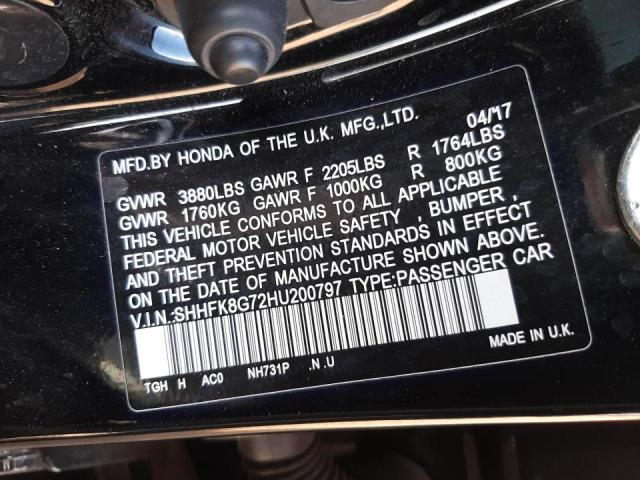 MFD.BY HONDA OF THE U.K. MFG.,LTD. 04/17
GVWR 3880LBS GAWR F 2205LBS R 1764LBS
GVWR 1760KG GAWR F 1000KG R 800KG
THIS VEHICLE CONFORMS TO ALL APPLICABLE
FEDERAL MOTOR VEHICLE SAFETY , BUMPER ,
AND THEFT PREVENTION STANDARDS IN EFFECT
ON THE DATE OF MANUFACTURE SHOWN ABOVE.
V.I.N.:SHHFK8G72HU200797 TYPE:PASSENGER CAR
TGH H AC0 NH731P .N.U MADE IN U.K.